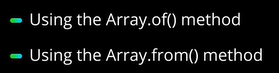 Using the Array.of() method
Using the Array.from() method